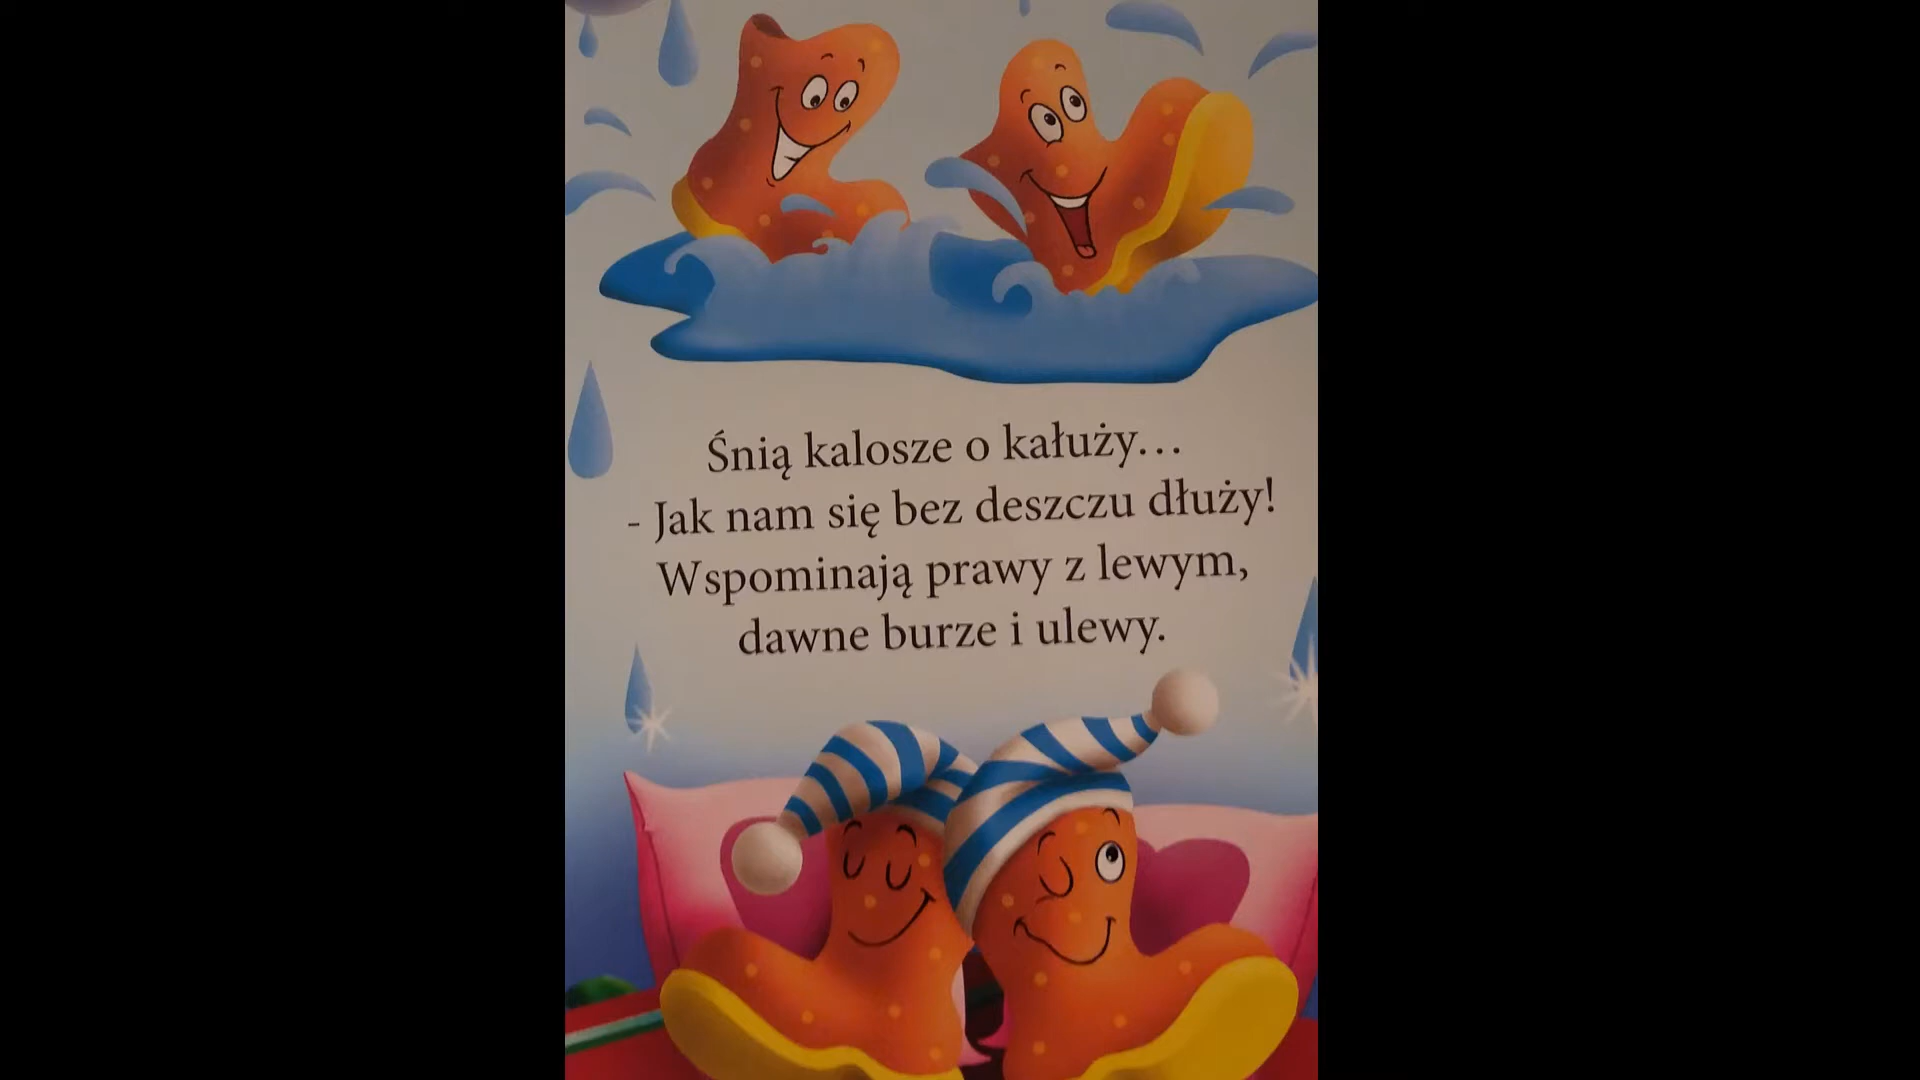 Śnią kalosze o kałuży...
- Jak nam się bez deszczu dłuży!
Wspominają prawy z lewym,
dawne burze i ulewy.